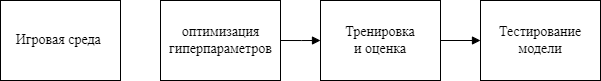 Игровая среда
оптимизация
гиперпараметров
Тренировка
и оценка
Тестирование
модели